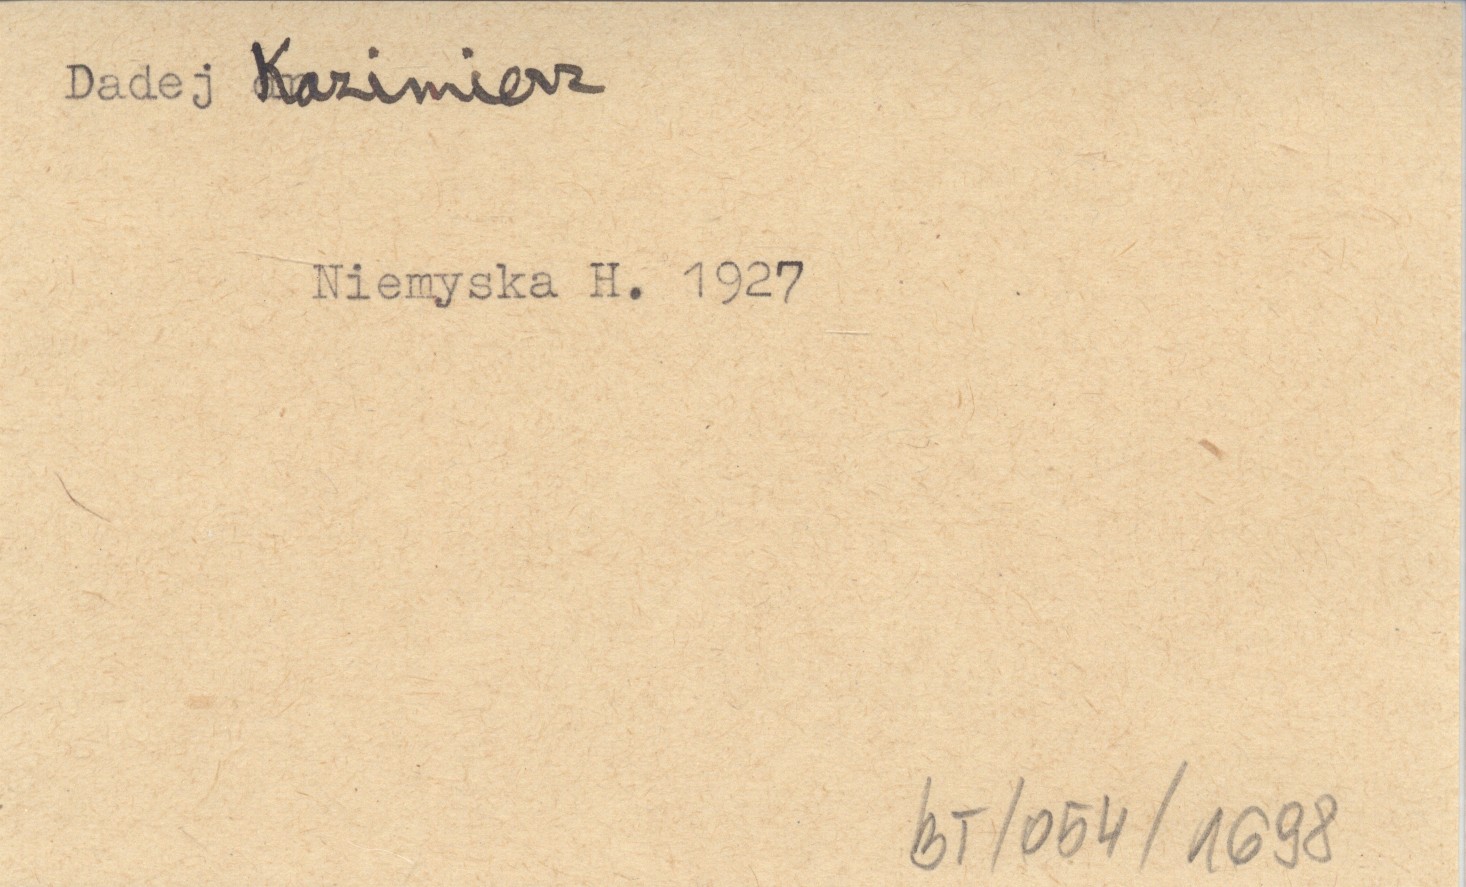 Dadej Kazimierz
Niemyska H. 1927
BT/054/1698